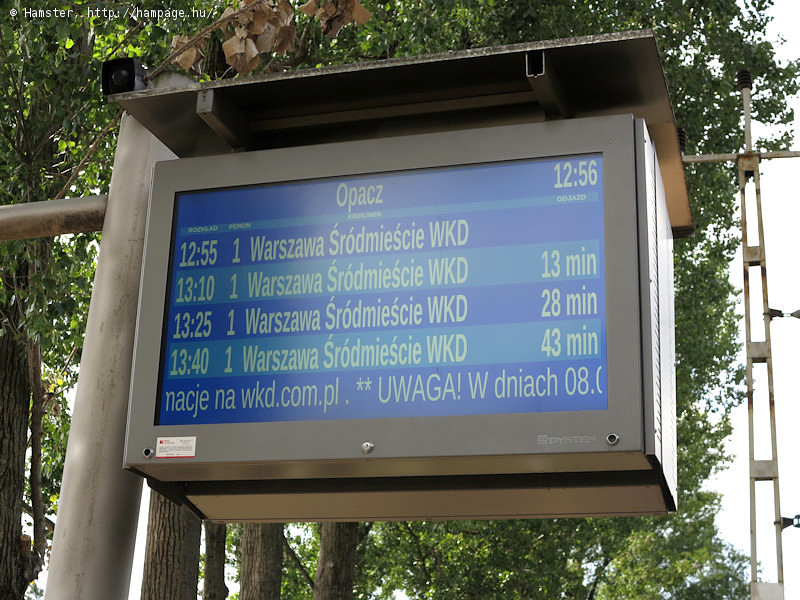 © Hamster, http://hampage.hu/
Opacz 12:56
ROZKŁAD PERON KIERUNEK ODJAZD
12:55 1 Warszawa Śródmieście WKD
13:10 1 Warszawa Śródmieście WKD 13 min
13:25 1 Warszawa Śródmieście WKD 28 min
13:40 1 Warszawa Śródmieście WKD 43 min
nacje na wkd.com.pl . ** UWAGA! W dniach 08.0
DYSTEN